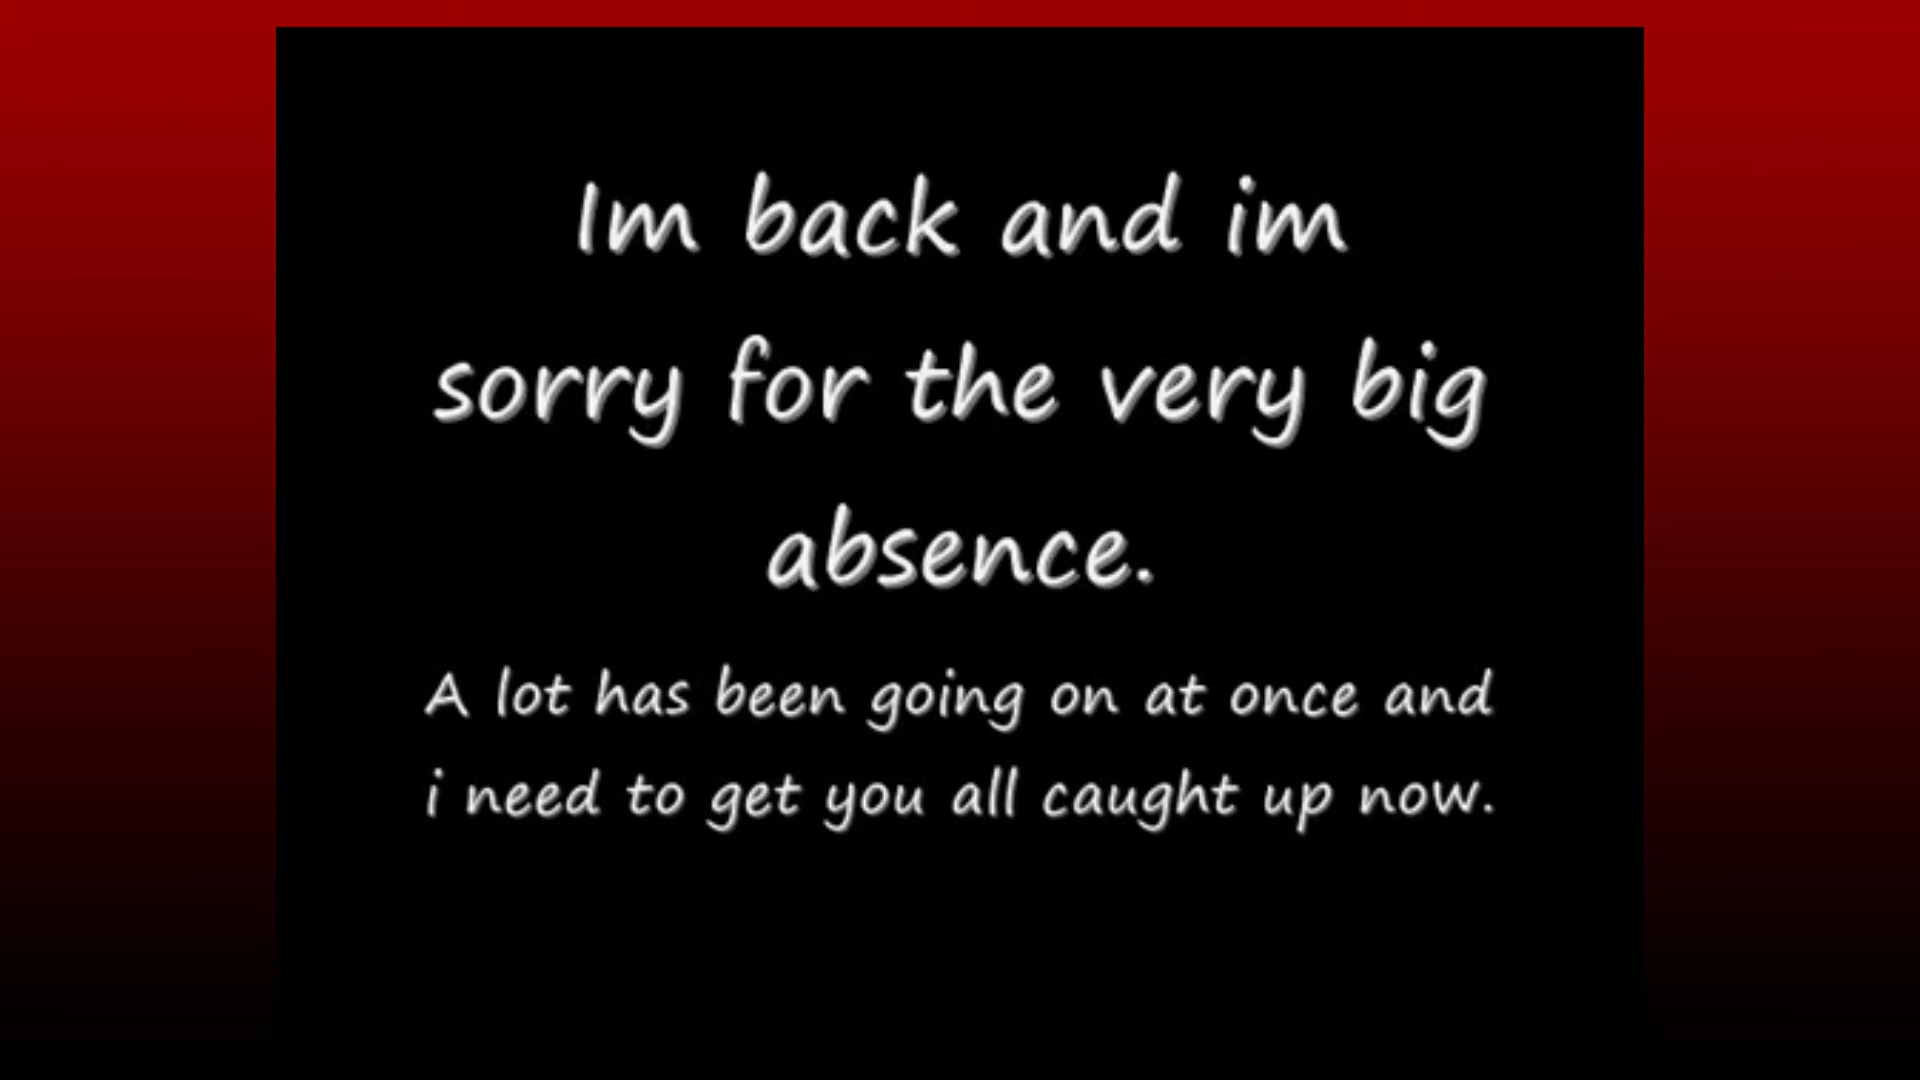 Im back and im
sorry for the very big
absence.
A lot has been going on at once and
i need to get you all caught up now.